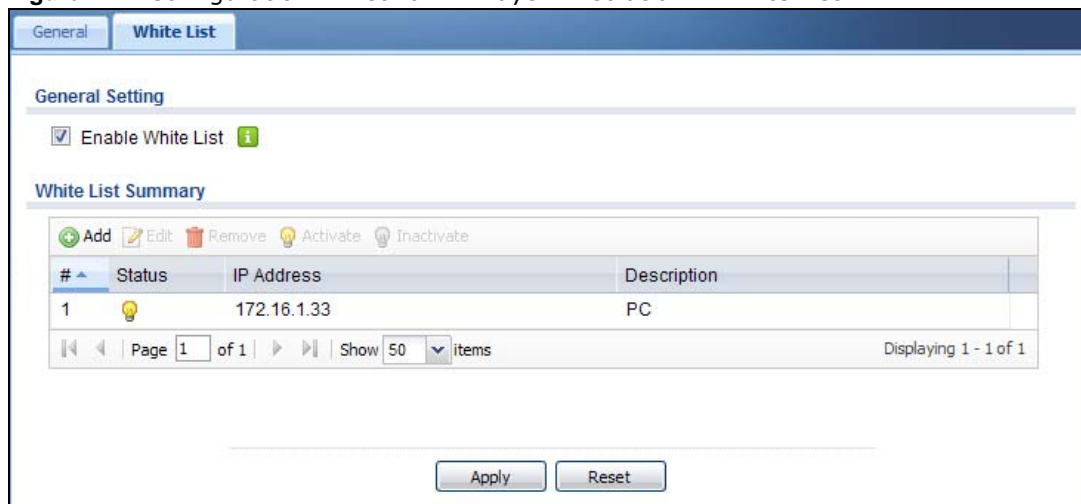 General White List
General Setting
Enable White List
White List Summary
Add Edit Remove Activate Inactivate
# Status IP Address Description
1 172.16.1.33 PC
Page 1 of 1 Show 50 items Displaying 1 - 1 of 1
Apply Reset